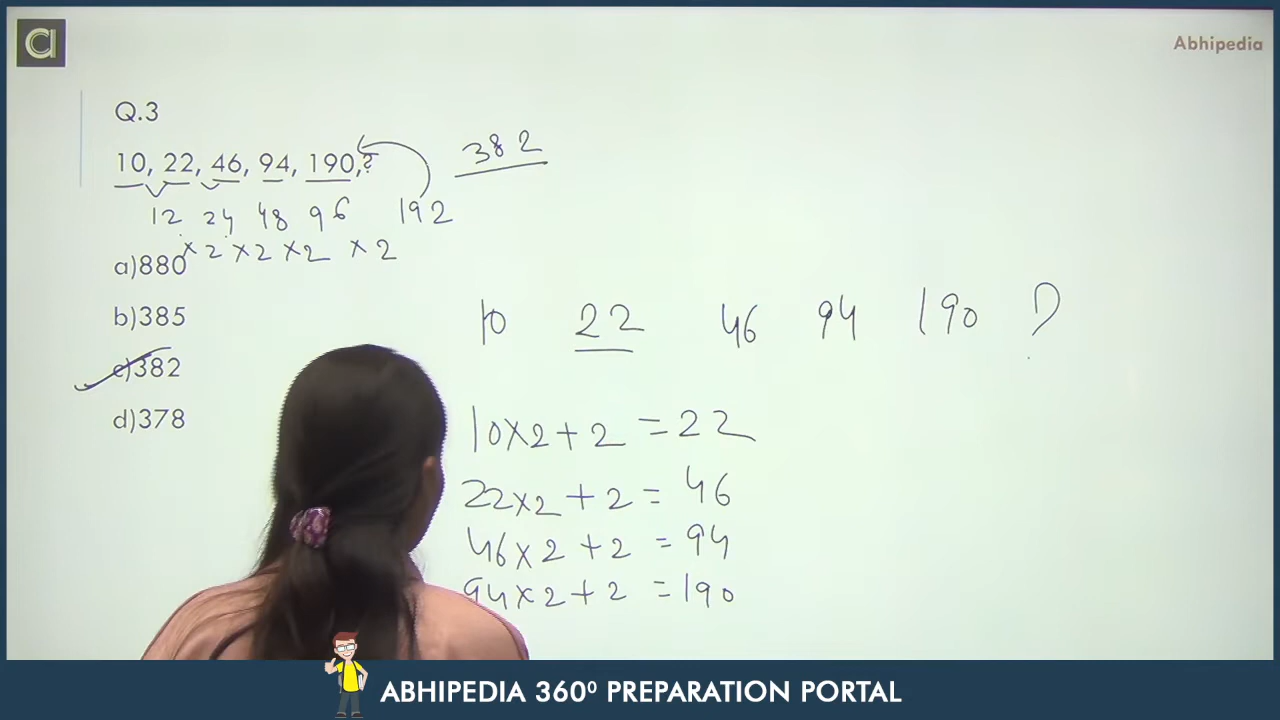 Abhipedia
Q.3
10, 22, 46, 94, 190,?
382
12 24 48 96 192
×2 ×2 ×2 ×2
a)880
b)385
c)382
d)378
10 22 46 94 190 ?
10×2+2 =22
22×2+2= 46
46×2+2 =94
94×2+2 =190
ABHIPEDIA 360⁰ PREPARATION PORTAL